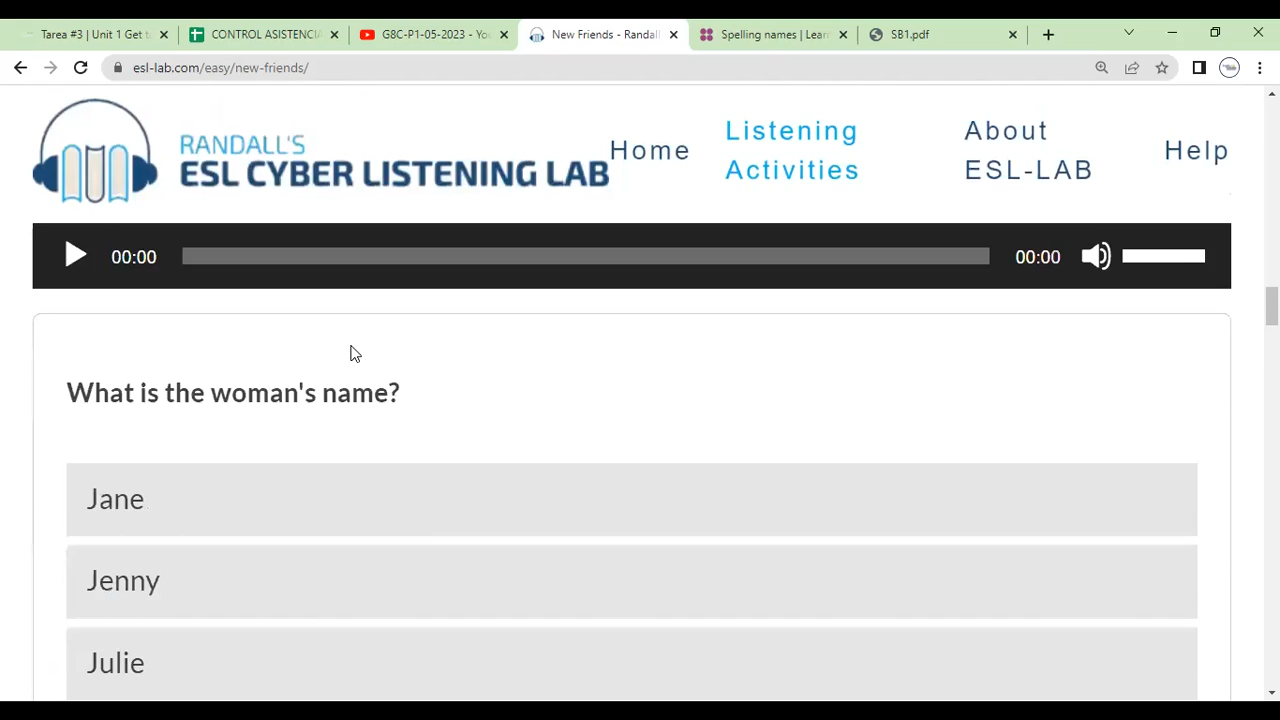 Tarea #3 | Unit 1 Get t
CONTROL ASISTENCIA
G8C-P1-05-2023 - Yo
New Friends - Randall
Spelling names | Lear
SB1.pdf
esl-lab.com/easy/new-friends/
RANDALL'S
ESL CYBER LISTENING LAB
Home
Listening
Activities
About
ESL-LAB
Help
00:00
00:00
What is the woman's name?
Jane
Jenny
Julie